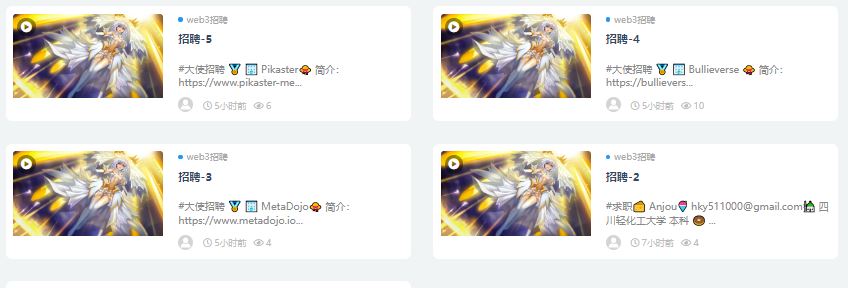 web3招聘
招聘-5
#大使招聘 🏅 Pikaster 简介：
https://www.pikaster-me...
5小时前 6
web3招聘
招聘-4
#大使招聘 🏅 Bullieverse 简介：
https://bullievers...
5小时前 10
web3招聘
招聘-3
#大使招聘 🏅 MetaDojo 简介：
https://www.metadojo.io...
5小时前 4
web3招聘
招聘-2
#求职 Anjou hky511000@gmail.com 四
川轻化工大学 本科 🍩 ...
7小时前 4